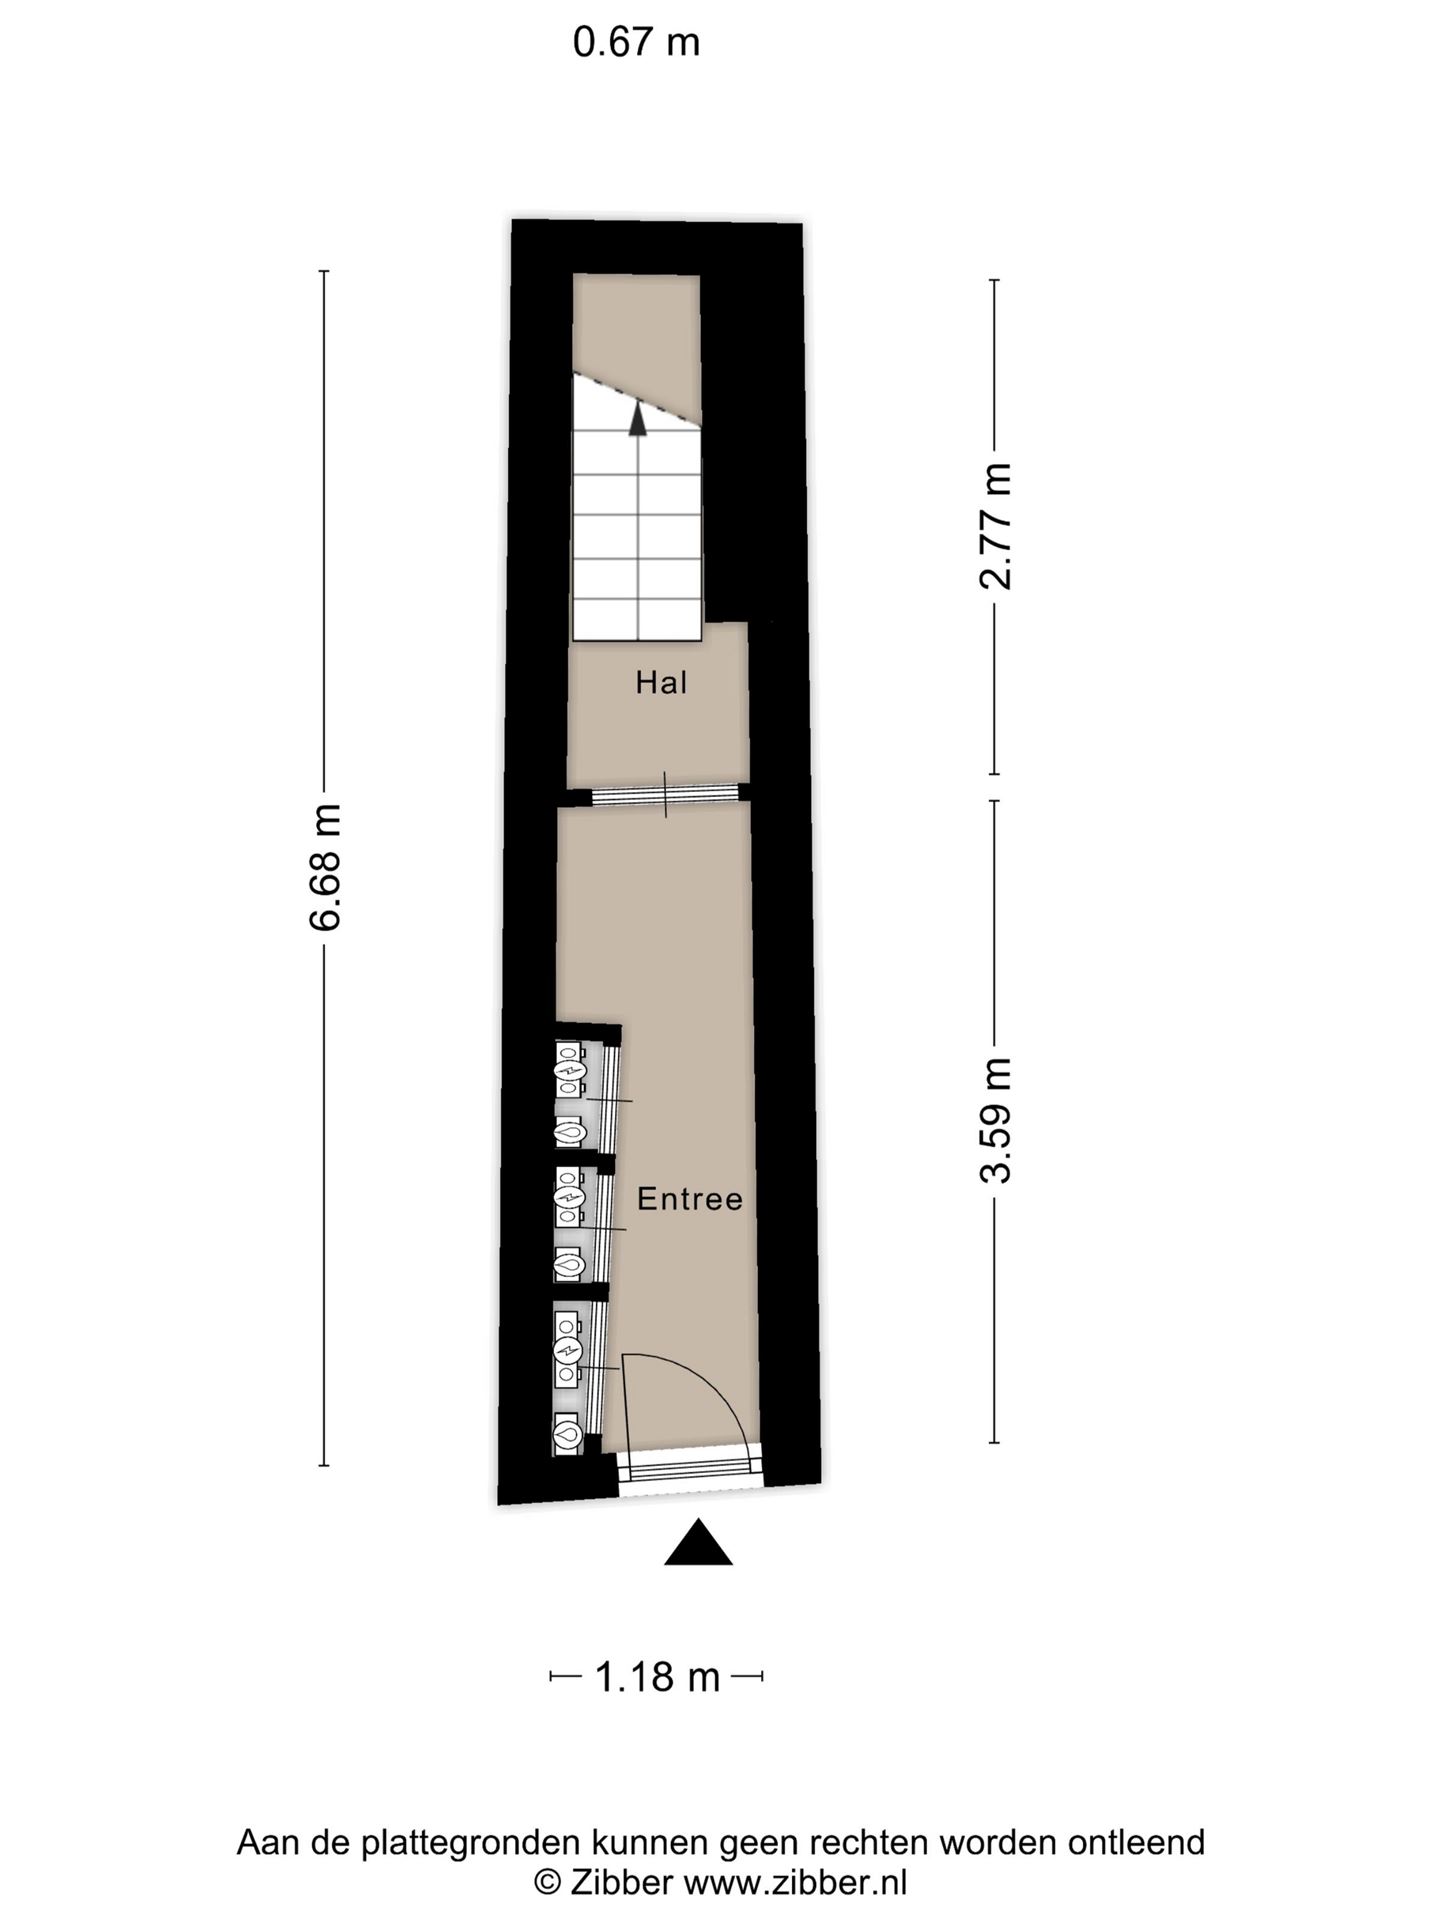 0.67 m
2.77 m
Hal
6.68 m
3.59 m
Entree
1.18 m
Aan de plattegronden kunnen geen rechten worden ontleend
© Zibber www.zibber.nl